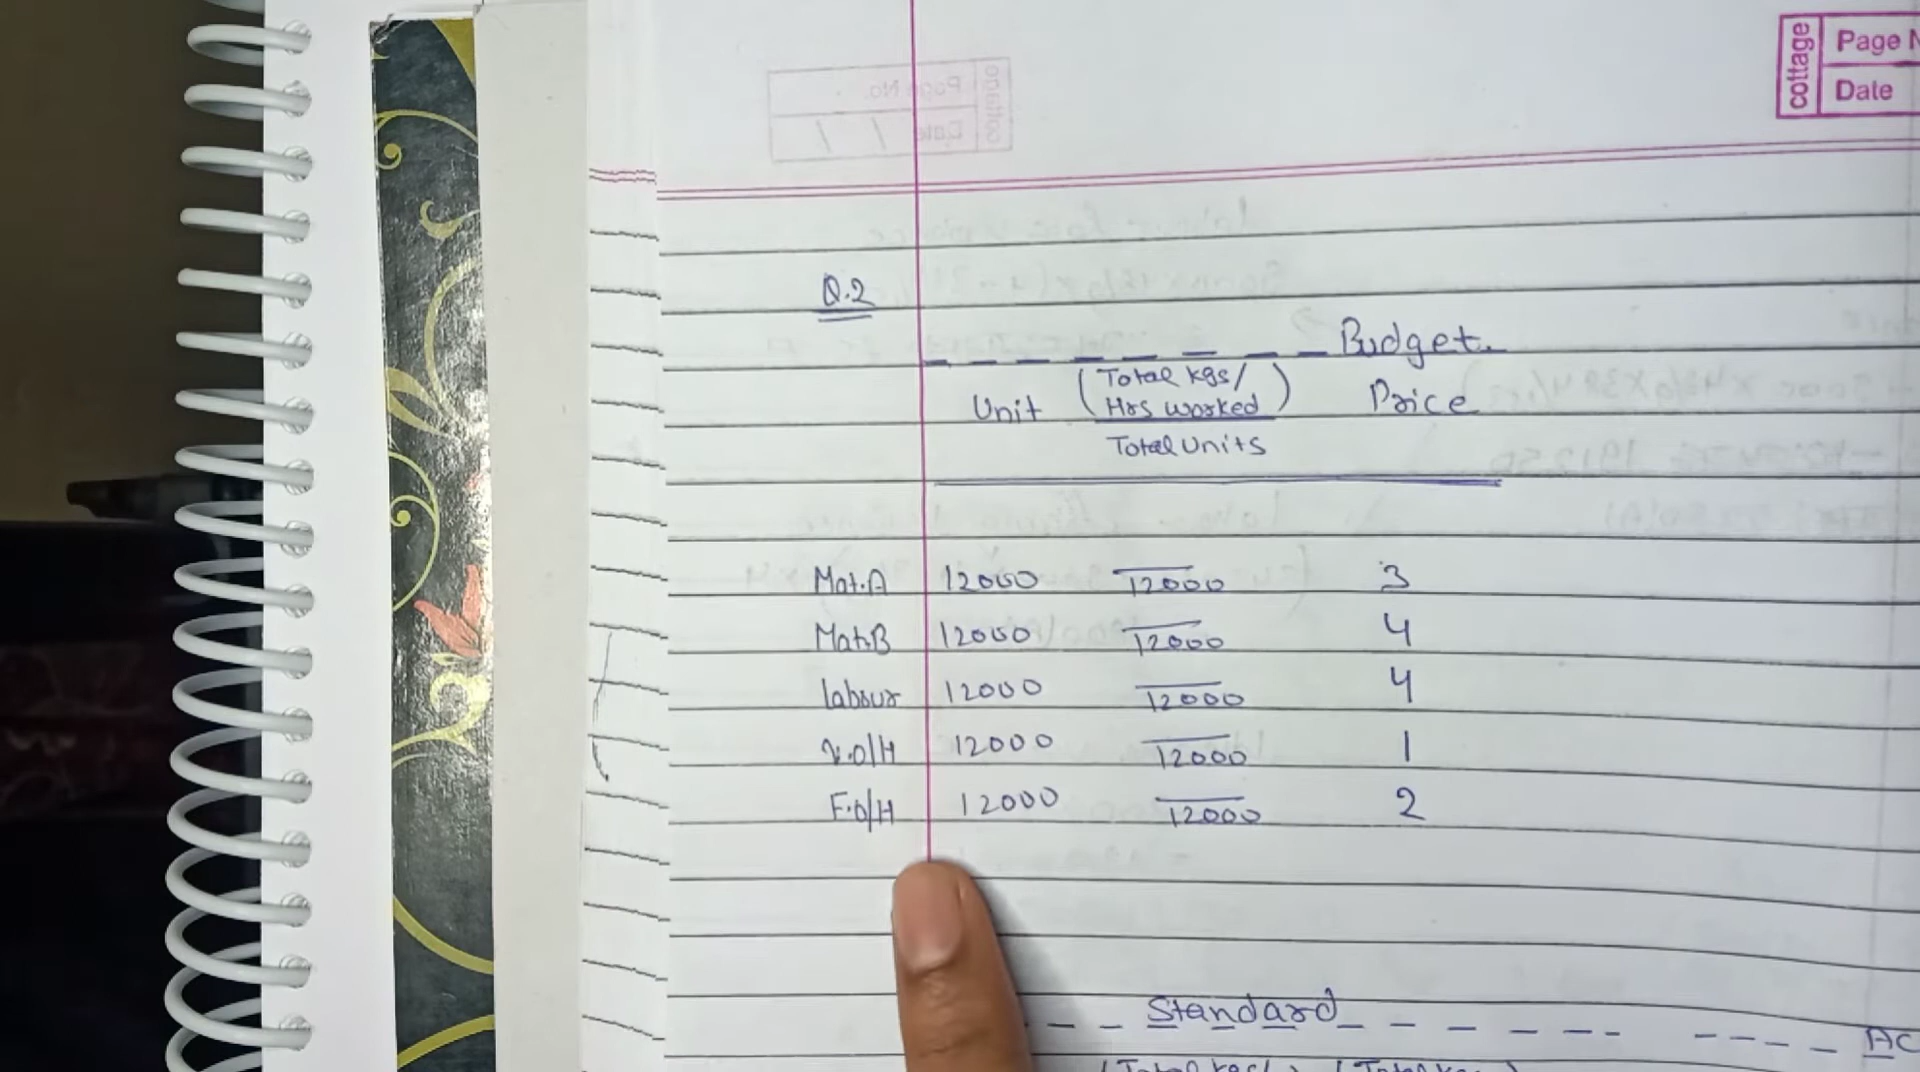 cottage
Page N
Date
Q.2
Budget.
Unit (Total kgs/ Hrs worked) Price
Total Units
Mat.A 12000 12000 3
Mat.B 12000 12000 4
labour 12000 12000 4
V.O/H 12000 12000 1
F.O/H 12000 12000 2
Standard AC